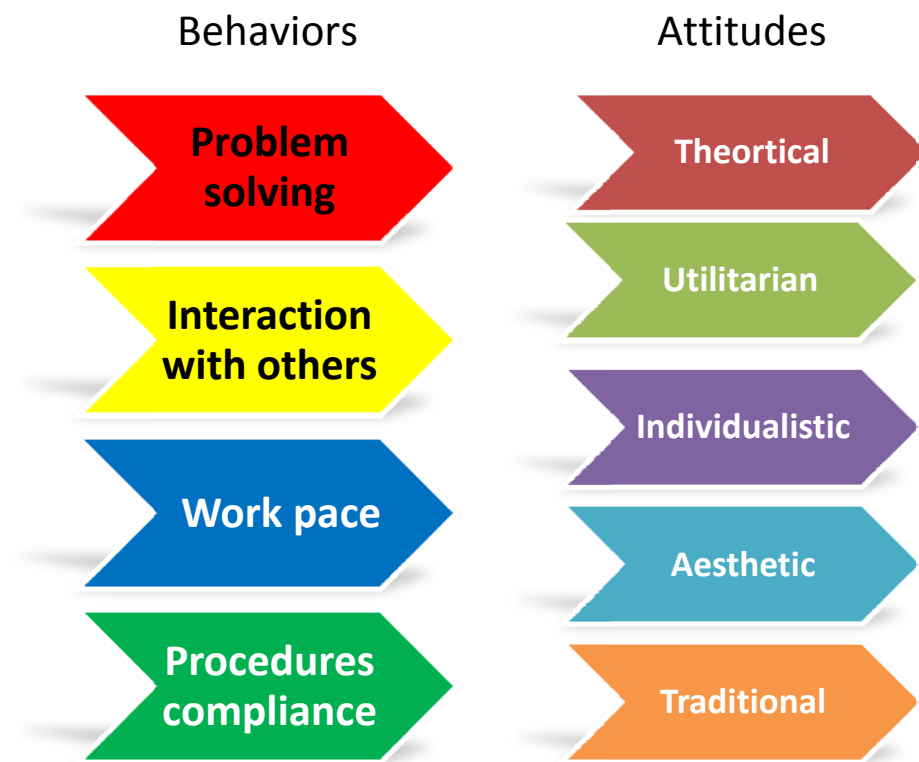 Behaviors
Problem
solving
Interaction
with others
Work pace
Procedures
compliance
Attitudes
Theortical
Utilitarian
Individualistic
Aesthetic
Traditional